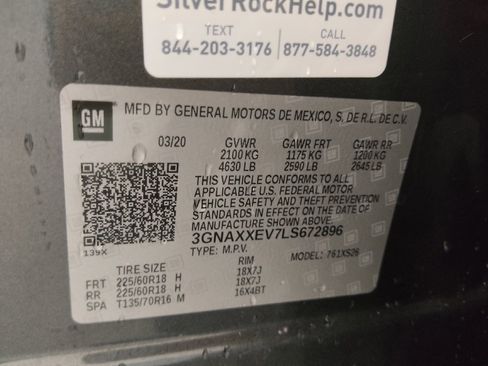 SilverRockHelp.com
TEXT CALL
844-203-3176 877-584-3848
GM
MFD BY GENERAL MOTORS DE MEXICO, S. DE R.L. DE C.V.
03/20 GVWR GAWR FRT GAWR RR
2100 KG 1175 KG 1200 KG
4630 LB 2590 LB 2645 LB
THIS VEHICLE CONFORMS TO ALL
APPLICABLE U.S. FEDERAL MOTOR
VEHICLE SAFETY AND THEFT PREVENTION
STANDARDS IN EFFECT ON THE DATE OF
MANUFACTURE SHOWN ABOVE.
3GNAXXEV7LS672896
139X TYPE: M.P.V. MODEL: 761XS26
TIRE SIZE RIM
FRT 225/60R18 H 18X7J
RR 225/60R18 H 18X7J
SPA T135/70R16 M 16X4BT